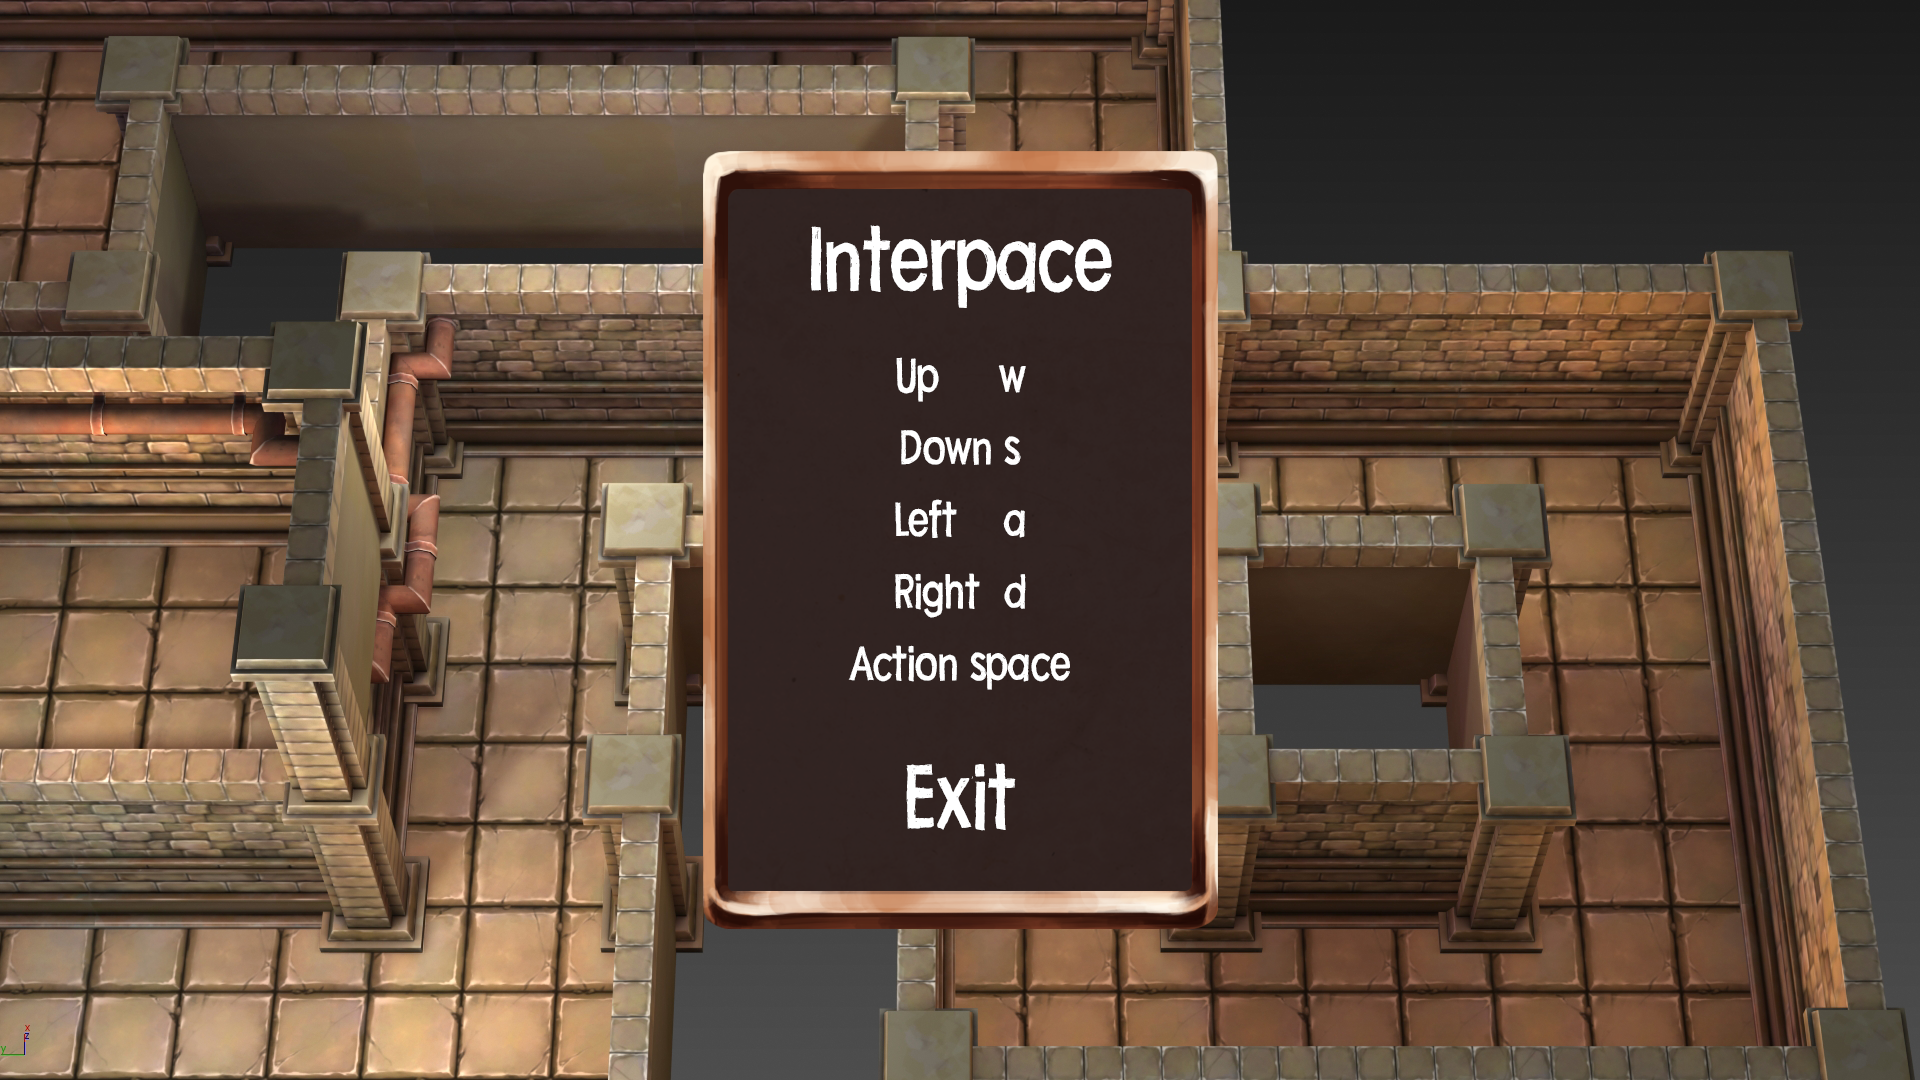 Interpace
Up w
Down s
Left a
Right d
Action space
Exit
x
z
y